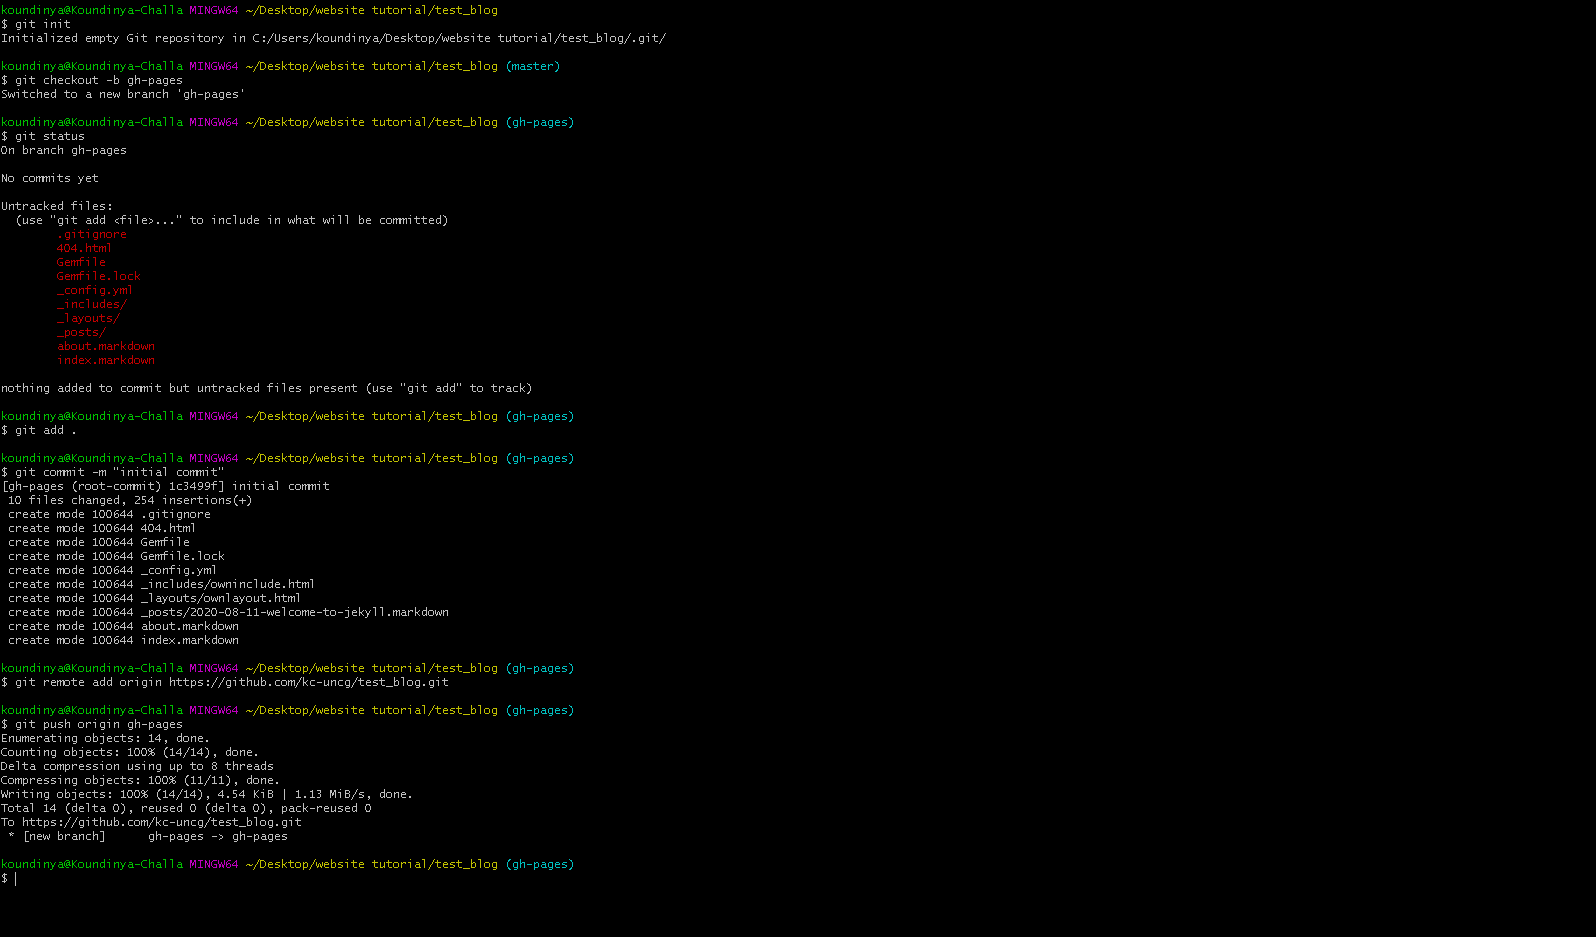 koundinya@Koundinya-Challa MINGW64 ~/Desktop/website tutorial/test_blog
$ git init
Initialized empty Git repository in C:/Users/koundinya/Desktop/website tutorial/test_blog/.git/
koundinya@Koundinya-Challa MINGW64 ~/Desktop/website tutorial/test_blog (master)
$ git checkout -b gh-pages
Switched to a new branch 'gh-pages'
koundinya@Koundinya-Challa MINGW64 ~/Desktop/website tutorial/test_blog (gh-pages)
$ git status
On branch gh-pages
No commits yet
Untracked files:
  (use "git add <file>..." to include in what will be committed)
        .gitignore
        404.html
        Gemfile
        Gemfile.lock
        _config.yml
        _includes/
        _layouts/
        _posts/
        about.markdown
        index.markdown
nothing added to commit but untracked files present (use "git add" to track)
koundinya@Koundinya-Challa MINGW64 ~/Desktop/website tutorial/test_blog (gh-pages)
$ git add .
koundinya@Koundinya-Challa MINGW64 ~/Desktop/website tutorial/test_blog (gh-pages)
$ git commit -m "initial commit"
[gh-pages (root-commit) 1c3499f] initial commit
 10 files changed, 254 insertions(+)
 create mode 100644 .gitignore
 create mode 100644 404.html
 create mode 100644 Gemfile
 create mode 100644 Gemfile.lock
 create mode 100644 _config.yml
 create mode 100644 _includes/owninclude.html
 create mode 100644 _layouts/ownlayout.html
 create mode 100644 _posts/2020-08-11-welcome-to-jekyll.markdown
 create mode 100644 about.markdown
 create mode 100644 index.markdown
koundinya@Koundinya-Challa MINGW64 ~/Desktop/website tutorial/test_blog (gh-pages)
$ git remote add origin https://github.com/kc-uncg/test_blog.git
koundinya@Koundinya-Challa MINGW64 ~/Desktop/website tutorial/test_blog (gh-pages)
$ git push origin gh-pages
Enumerating objects: 14, done.
Counting objects: 100% (14/14), done.
Delta compression using up to 8 threads
Compressing objects: 100% (11/11), done.
Writing objects: 100% (14/14), 4.54 KiB | 1.13 MiB/s, done.
Total 14 (delta 0), reused 0 (delta 0), pack-reused 0
To https://github.com/kc-uncg/test_blog.git
 * [new branch]      gh-pages -> gh-pages
koundinya@Koundinya-Challa MINGW64 ~/Desktop/website tutorial/test_blog (gh-pages)
$